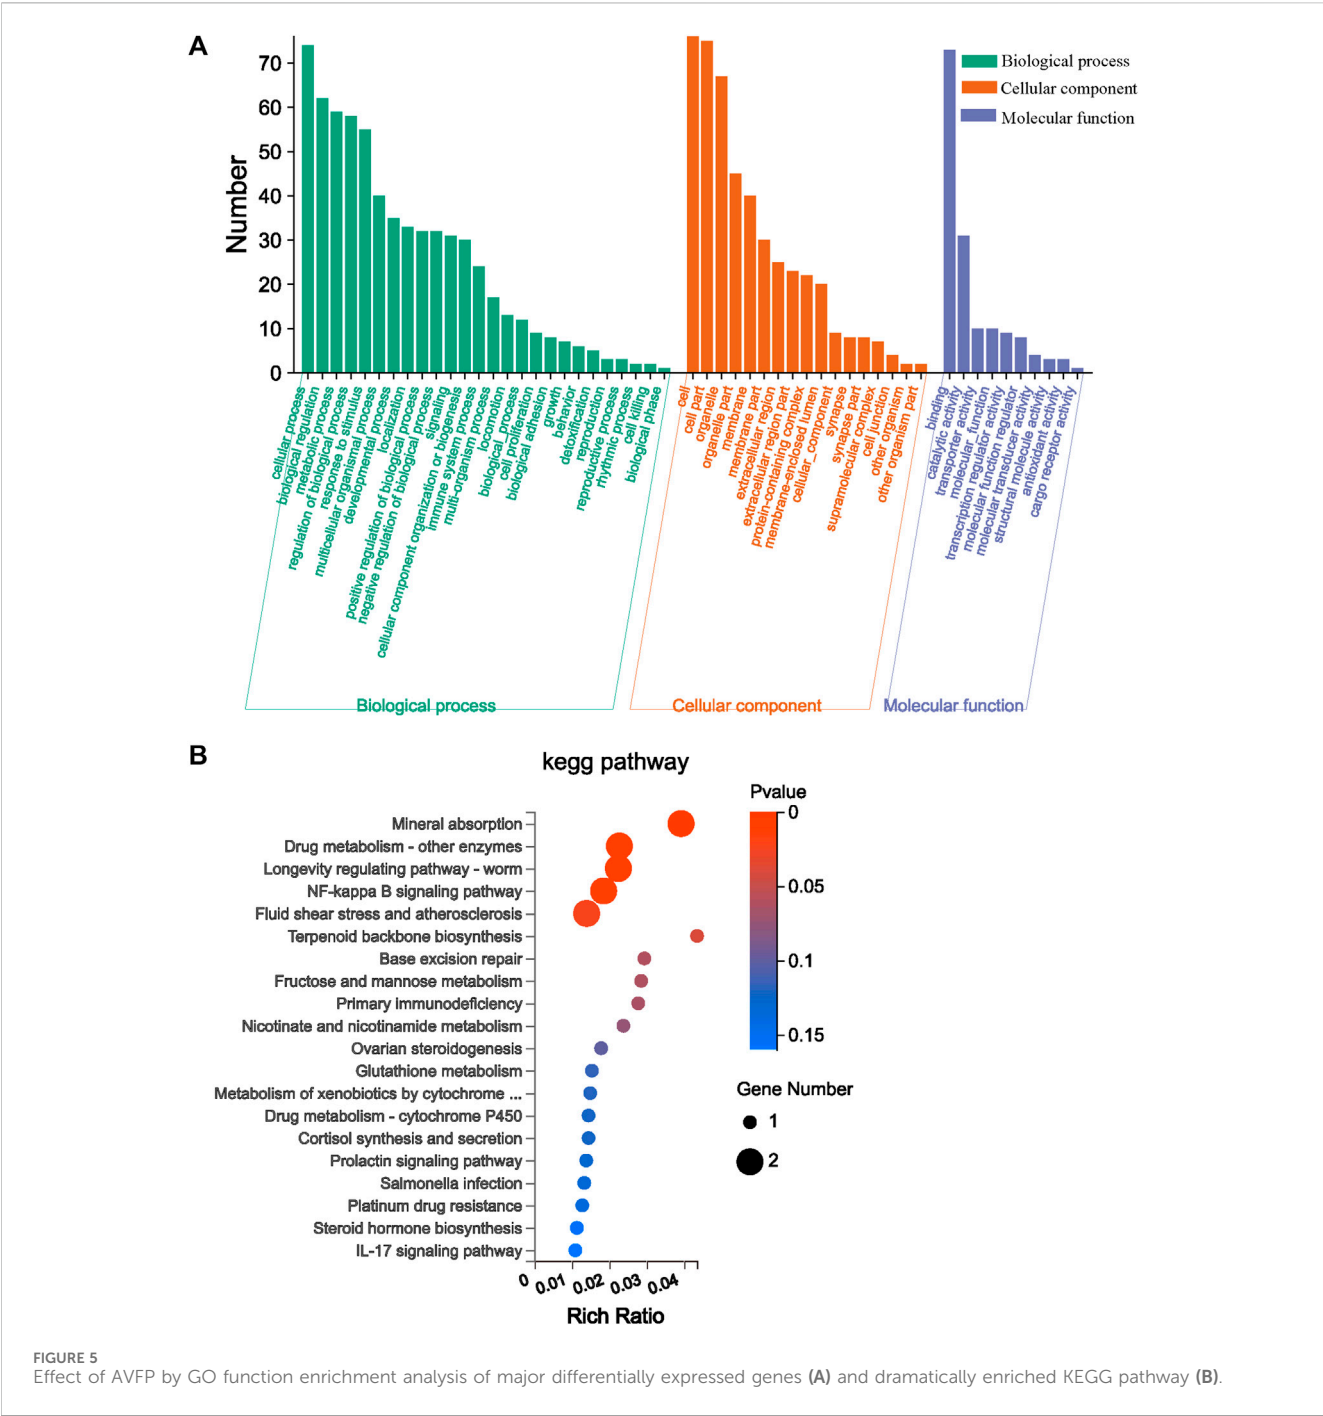 A
Number
70
60
50
40
30
20
10
0
Biological process
Cellular component
Molecular function
cellular process
biological regulation
metabolic process
regulation of biological process
response to stimulus
multicellular organismal process
developmental process
localization
positive regulation of biological process
negative regulation of biological process
signaling
cellular component organization or biogenesis
immune system process
multi-organism process
locomotion
biological_process
cell proliferation
biological adhesion
growth
behavior
detoxification
reproduction
reproductive process
rhythmic process
cell killing
biological phase
cell
cell part
organelle
organelle part
membrane
membrane part
extracellular region
extracellular region part
protein-containing complex
membrane-enclosed lumen
cellular_component
synapse
synapse part
supramolecular complex
cell junction
other organism
other organism part
binding
catalytic activity
transporter activity
molecular_function
transcription regulator activity
molecular function regulator
molecular transducer activity
structural molecule activity
antioxidant activity
cargo receptor activity
Biological process
Cellular component
Molecular function
B
kegg pathway
Mineral absorption
Drug metabolism - other enzymes
Longevity regulating pathway - worm
NF-kappa B signaling pathway
Fluid shear stress and atherosclerosis
Terpenoid backbone biosynthesis
Base excision repair
Fructose and mannose metabolism
Primary immunodeficiency
Nicotinate and nicotinamide metabolism
Ovarian steroidogenesis
Glutathione metabolism
Metabolism of xenobiotics by cytochrome ...
Drug metabolism - cytochrome P450
Cortisol synthesis and secretion
Prolactin signaling pathway
Salmonella infection
Platinum drug resistance
Steroid hormone biosynthesis
IL-17 signaling pathway
0 0.01 0.02 0.03 0.04
Rich Ratio
Pvalue
0
0.05
0.1
0.15
Gene Number
1
2
FIGURE 5
Effect of AVFP by GO function enrichment analysis of major differentially expressed genes (A) and dramatically enriched KEGG pathway (B).